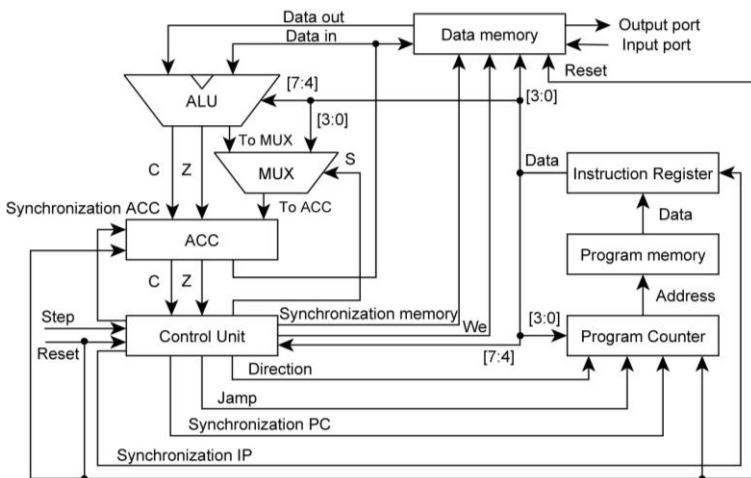 Data out
Data in
Data memory
Output port
Input port
Reset
[7:4]
ALU
[3:0]
[3:0]
To MUX
S
C
Z
MUX
Data
Instruction Register
Synchronization ACC
To ACC
Data
ACC
Program memory
C
Z
Address
Synchronization memory
Step
We
[3:0]
Control Unit
Program Counter
Reset
[7:4]
Direction
Jamp
Synchronization PC
Synchronization IP